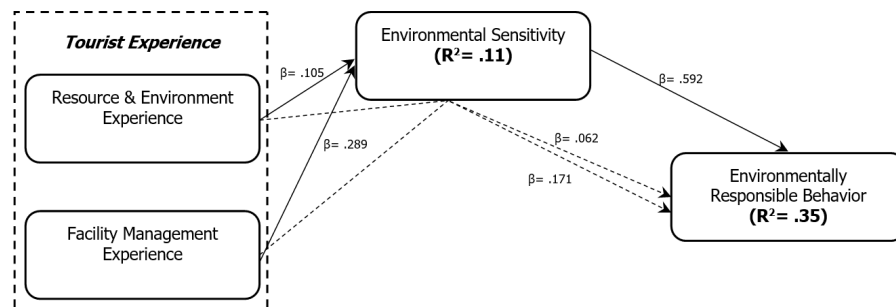 Tourist Experience
Resource & Environment
Experience
Facility Management
Experience
β= .105
β= .289
Environmental Sensitivity
(R²= .11)
β= .592
β= .062
β= .171
Environmentally
Responsible Behavior
(R²= .35)